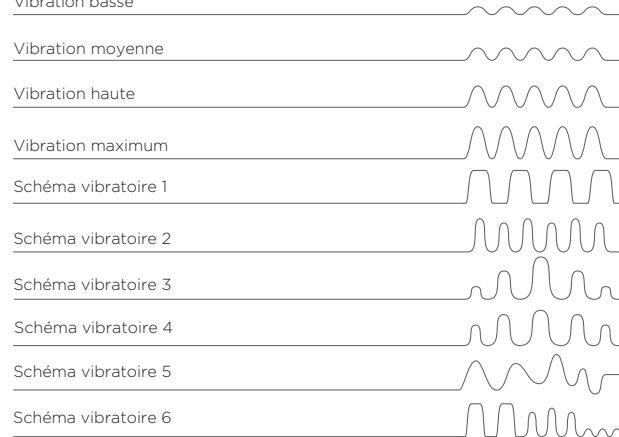 Vibration basse
Vibration moyenne
Vibration haute
Vibration maximum
Schéma vibratoire 1
Schéma vibratoire 2
Schéma vibratoire 3
Schéma vibratoire 4
Schéma vibratoire 5
Schéma vibratoire 6